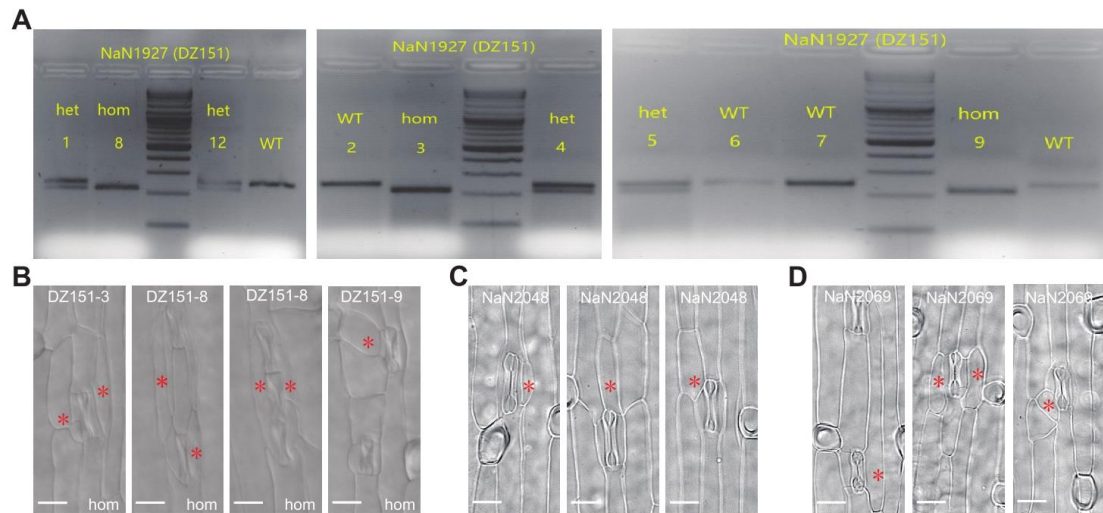 A
NaN1927 (DZ151)
het hom het
1 8 12 WT
NaN1927 (DZ151)
WT hom het
2 3 4
NaN1927 (DZ151)
het WT WT hom WT
5 6 7 9
B
DZ151-3 DZ151-8 DZ151-8 DZ151-9
* * * * * * *
hom hom hom hom
C
NaN2048 NaN2048 NaN2048
* * *
D
NaN2069 NaN2069 NaN2069
* * * *